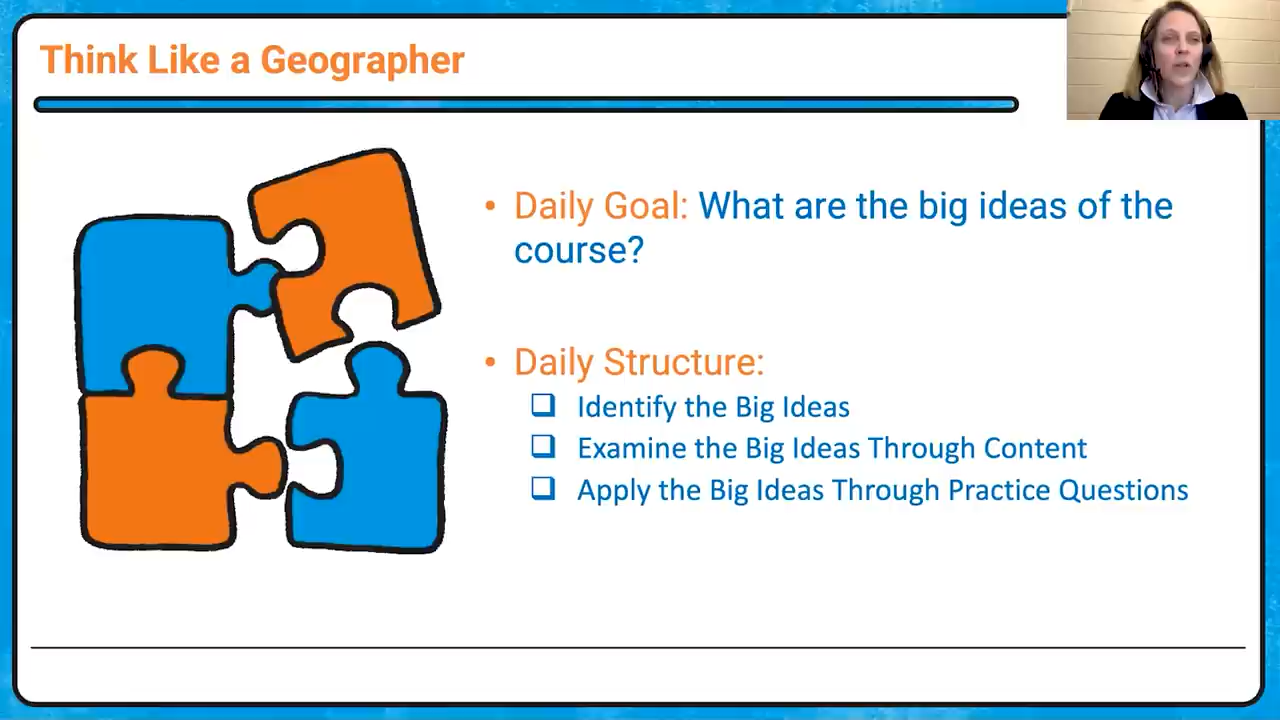 Think Like a Geographer
• Daily Goal: What are the big ideas of the
course?
• Daily Structure:
❑ Identify the Big Ideas
❑ Examine the Big Ideas Through Content
❑ Apply the Big Ideas Through Practice Questions